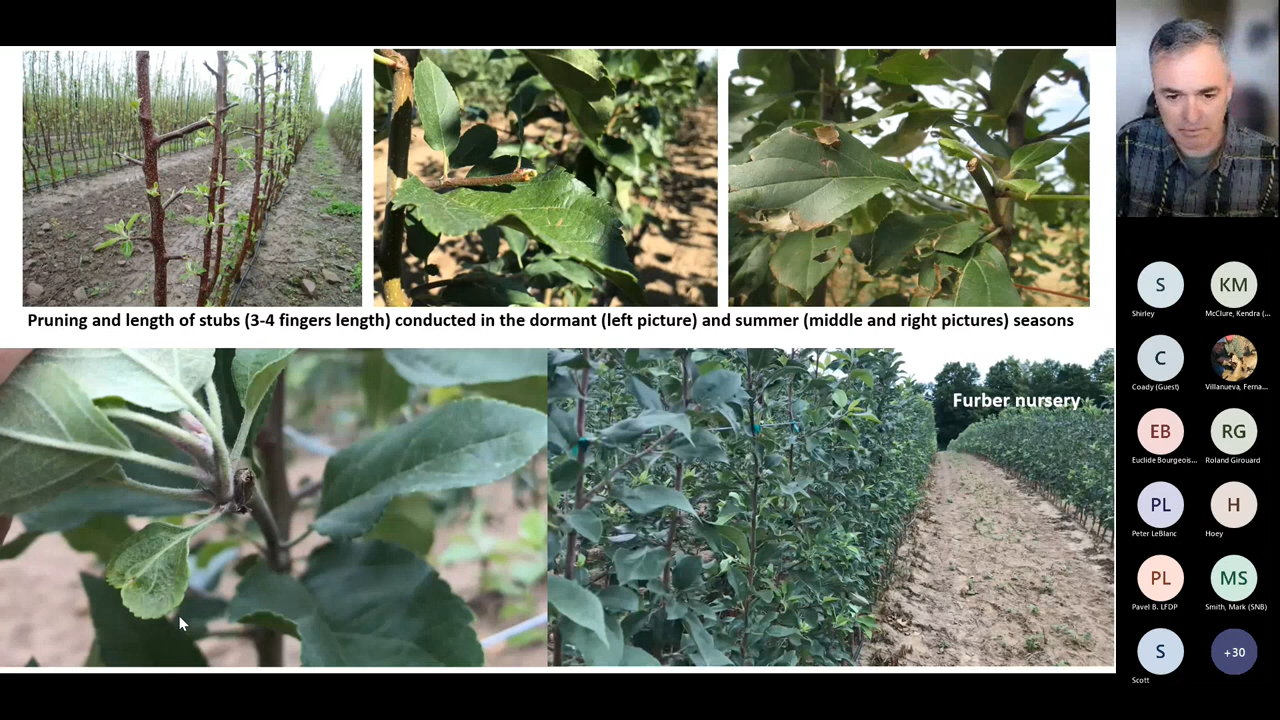 Pruning and length of stubs (3-4 fingers length) conducted in the dormant (left picture) and summer (middle and right pictures) seasons
Furber nursery
S
Shirley
KM
McClure, Kendra (...
C
Coady (Guest)
Villanueva, Ferna...
EB
Euclide Bourgeois...
RG
Roland Girouard
PL
Peter LeBlanc
H
Hoey
PL
Pavel B. LFDP
MS
Smith, Mark (SNB)
S
Scott
+30